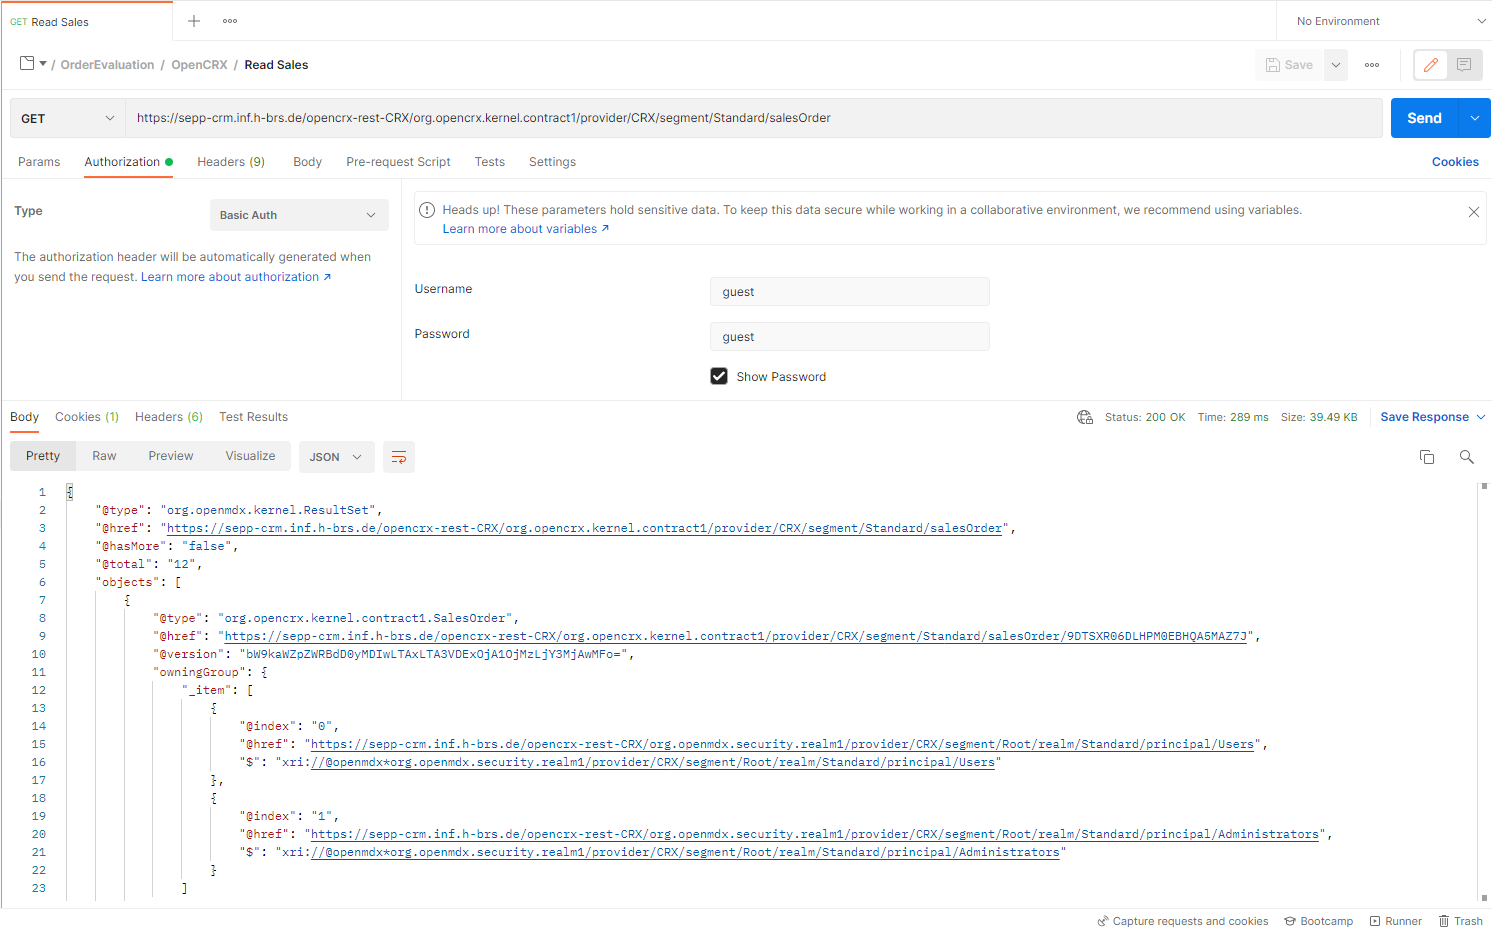 GET Read Sales
No Environment
/ OrderEvaluation / OpenCRX / Read Sales
Save
GET
https://sepp-crm.inf.h-brs.de/opencrx-rest-CRX/org.opencrx.kernel.contract1/provider/CRX/segment/Standard/salesOrder
Send
Params Authorization Headers (9) Body Pre-request Script Tests Settings Cookies
Type
Basic Auth
The authorization header will be automatically generated when
you send the request. Learn more about authorization ↗
Heads up! These parameters hold sensitive data. To keep this data secure while working in a collaborative environment, we recommend using variables.
Learn more about variables ↗
Username
guest
Password
guest
Show Password
Body Cookies (1) Headers (6) Test Results
Status: 200 OK Time: 289 ms Size: 39.49 KB Save Response
Pretty Raw Preview Visualize JSON
1 {
2 "@type": "org.openmdx.kernel.ResultSet",
3 "@href": "https://sepp-crm.inf.h-brs.de/opencrx-rest-CRX/org.opencrx.kernel.contract1/provider/CRX/segment/Standard/salesOrder",
4 "@hasMore": "false",
5 "@total": "12",
6 "objects": [
7 {
8 "@type": "org.opencrx.kernel.contract1.SalesOrder",
9 "@href": "https://sepp-crm.inf.h-brs.de/opencrx-rest-CRX/org.opencrx.kernel.contract1/provider/CRX/segment/Standard/salesOrder/9DTSXR06DLHPM0EBHQA5MAZ7J",
10 "@version": "bW9kaWZpZWRBdD0yMDIwLTAxLTA3VDExOjA1OjMzLjY3MjAwMFo=",
11 "owningGroup": {
12 "_item": [
13 {
14 "@index": "0",
15 "@href": "https://sepp-crm.inf.h-brs.de/opencrx-rest-CRX/org.openmdx.security.realm1/provider/CRX/segment/Root/realm/Standard/principal/Users",
16 "$": "xri://@openmdx*org.openmdx.security.realm1/provider/CRX/segment/Root/realm/Standard/principal/Users"
17 },
18 {
19 "@index": "1",
20 "@href": "https://sepp-crm.inf.h-brs.de/opencrx-rest-CRX/org.openmdx.security.realm1/provider/CRX/segment/Root/realm/Standard/principal/Administrators",
21 "$": "xri://@openmdx*org.openmdx.security.realm1/provider/CRX/segment/Root/realm/Standard/principal/Administrators"
22 }
23 ]
Capture requests and cookies Bootcamp Runner Trash